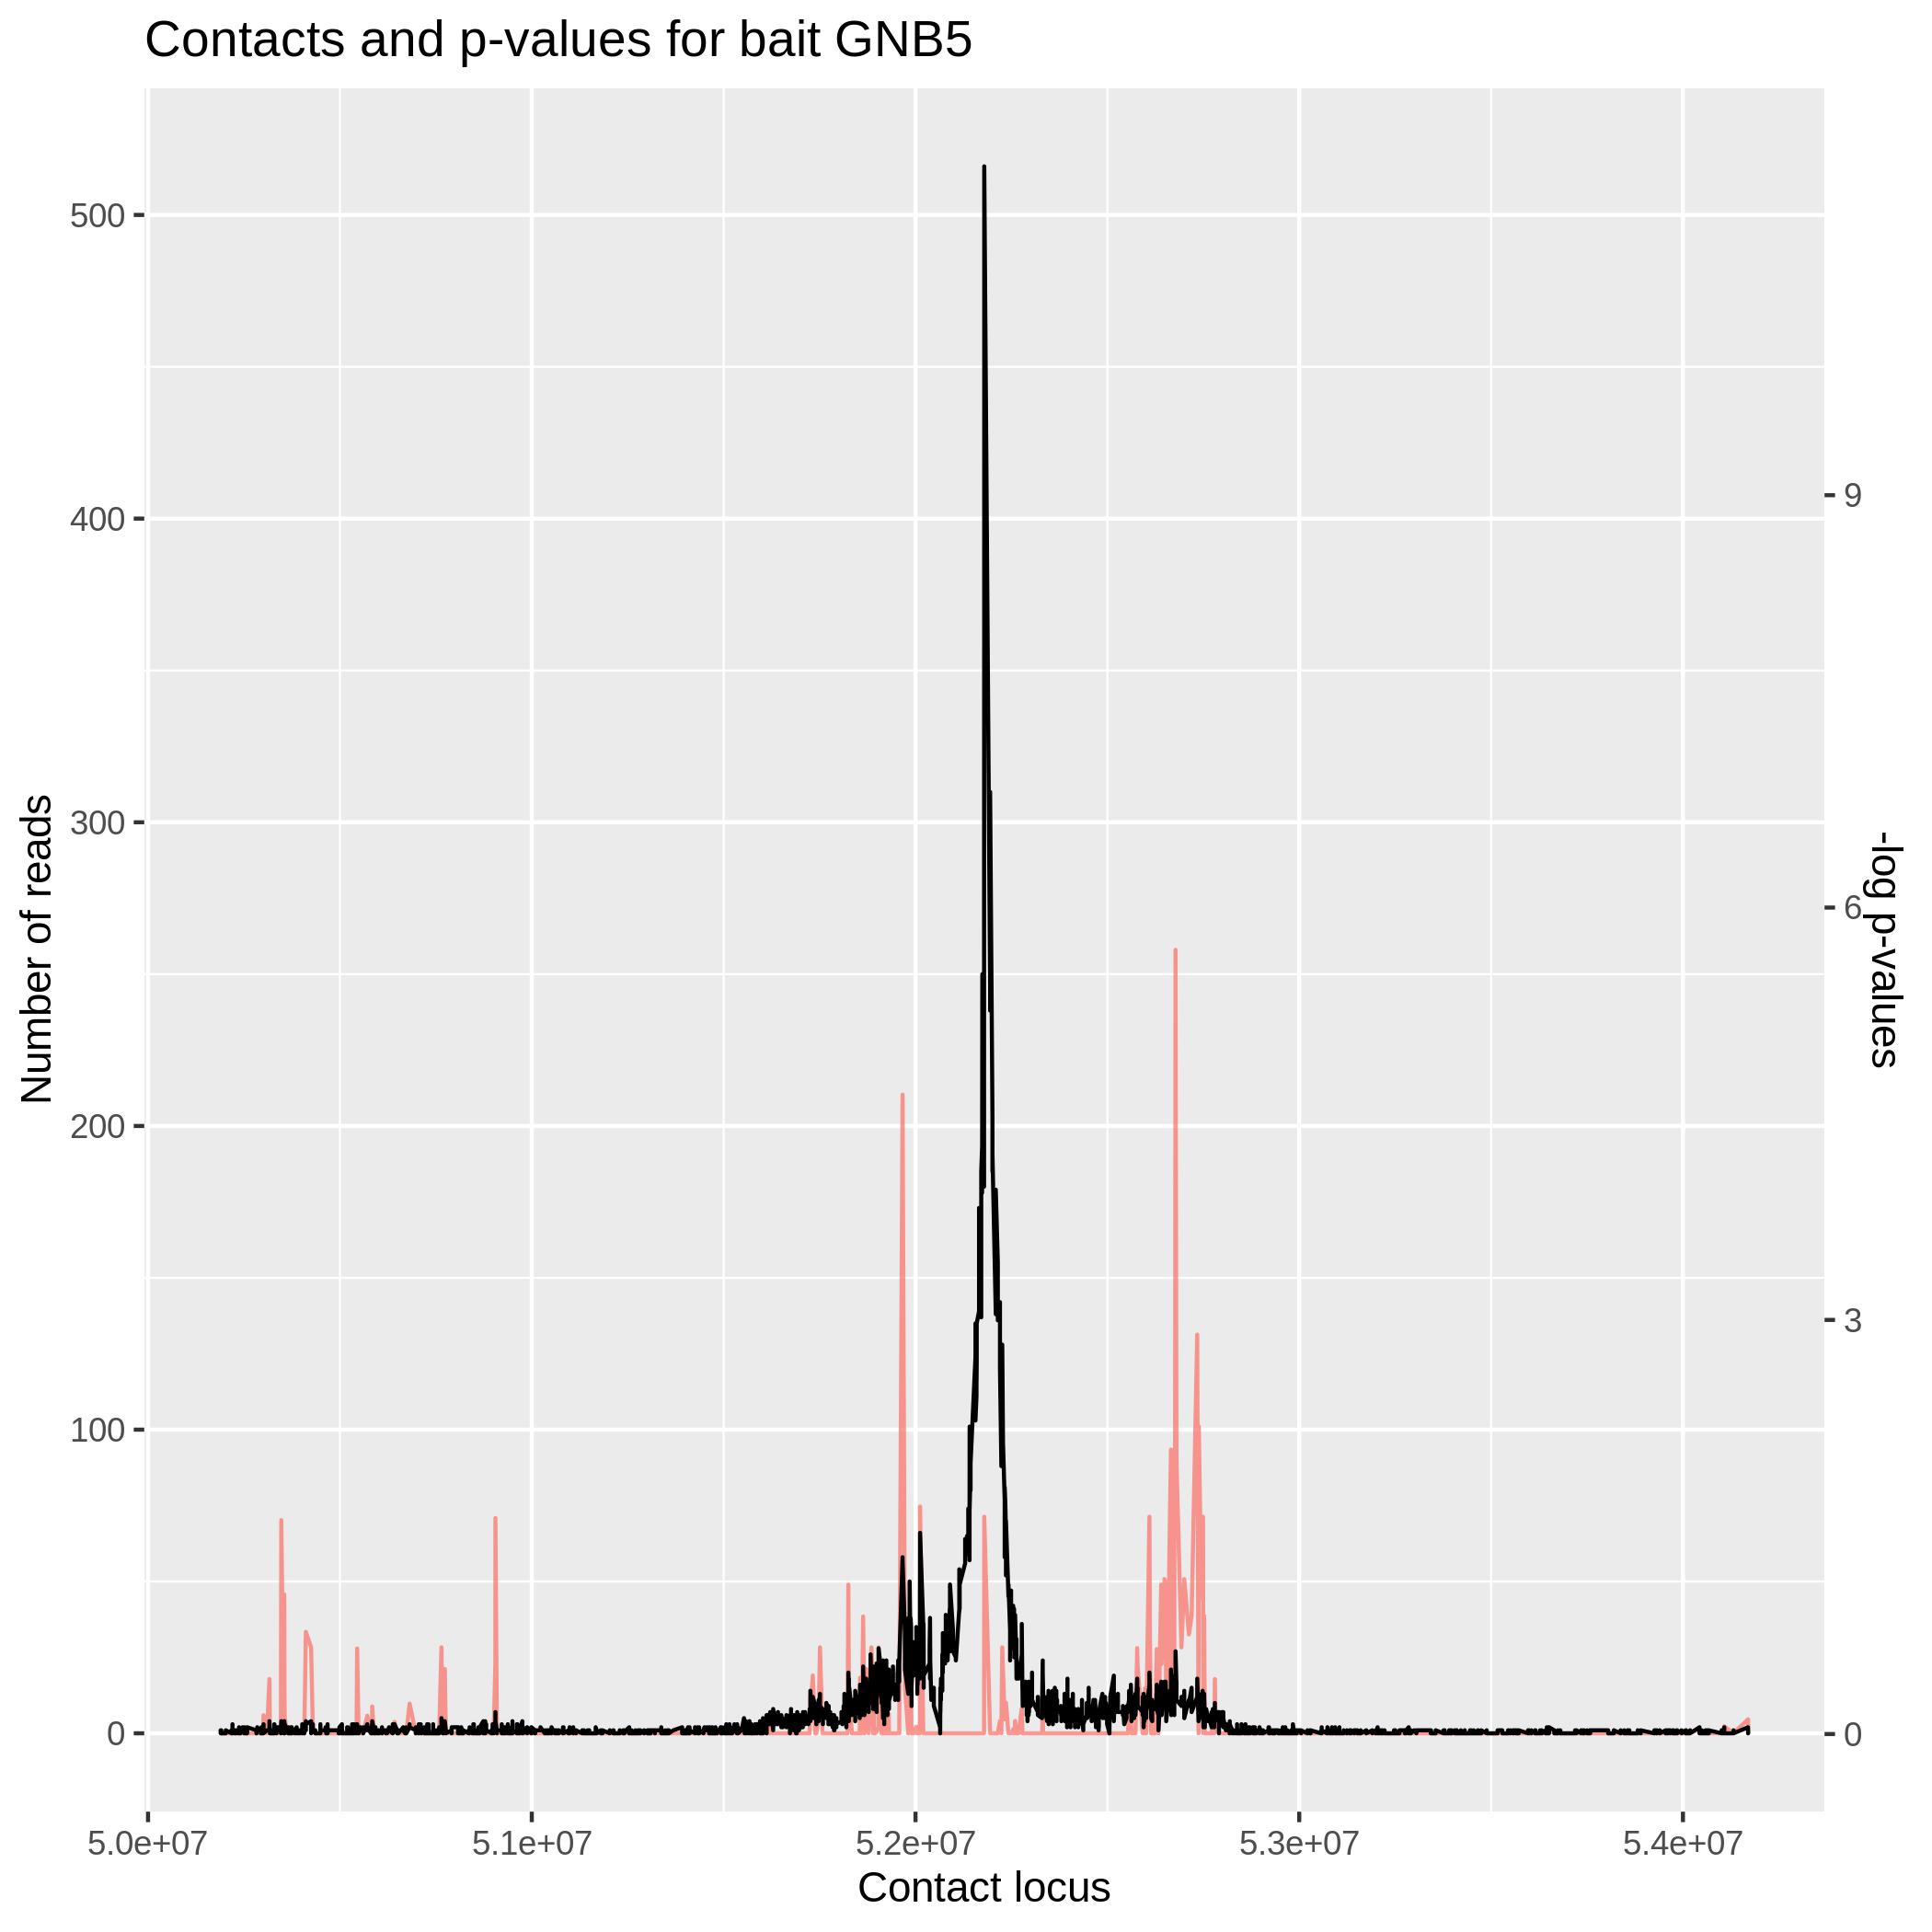 Contacts and p-values for bait GNB5
Number of reads
500
400
300
200
100
0
9
6
3
0
-log p-values
5.0e+07
5.1e+07
5.2e+07
5.3e+07
5.4e+07
Contact locus